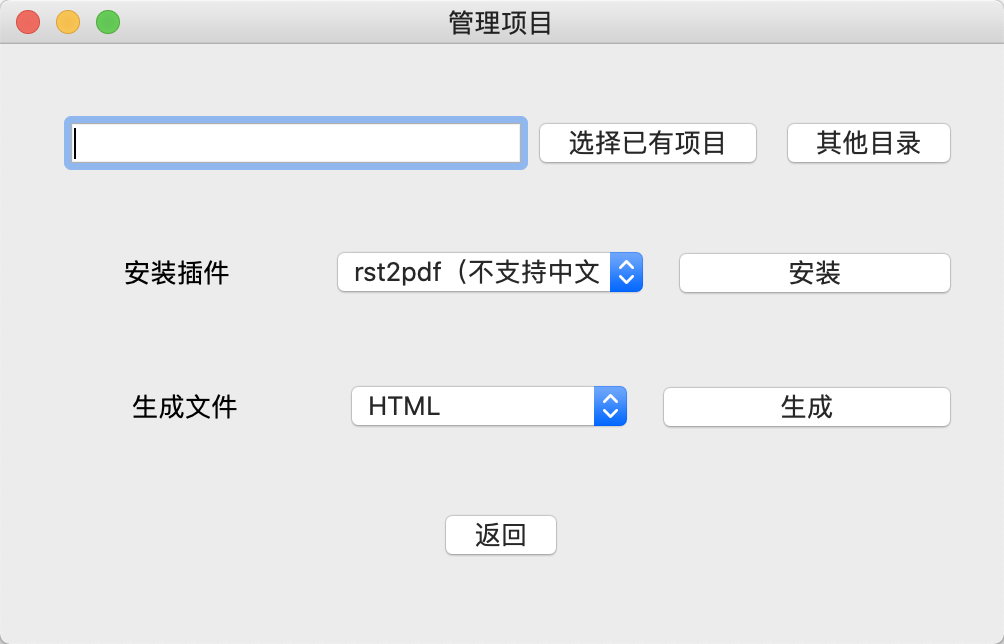 管理项目
选择已有项目 其他目录
安装插件 rst2pdf（不支持中文 安装
生成文件 HTML 生成
返回